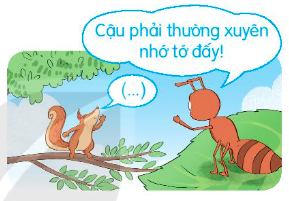 Cậu phải thường xuyên
nhớ tớ đấy!
(...)